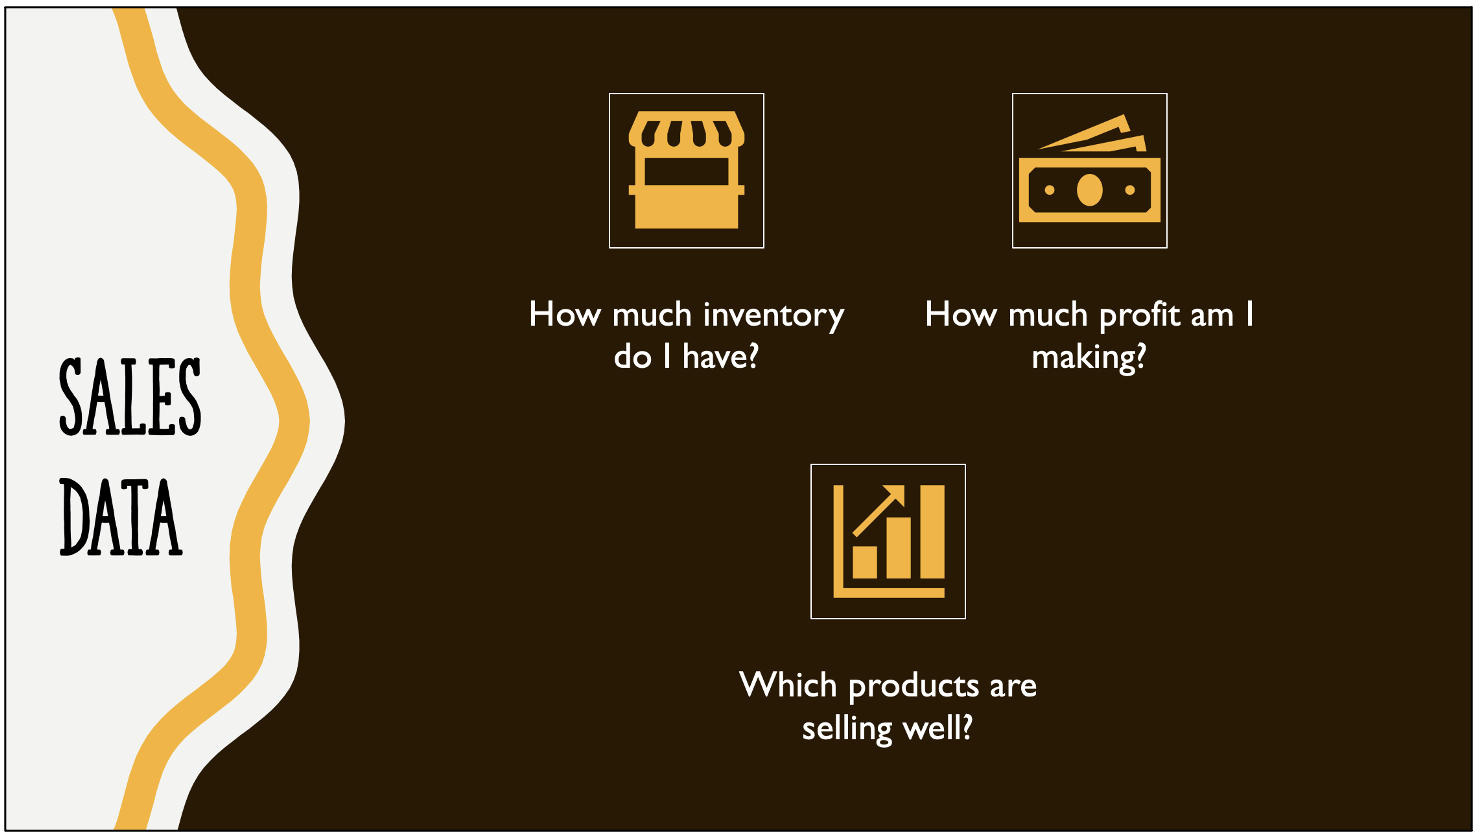 SALES
DATA
How much inventory
do I have?
How much profit am I
making?
Which products are
selling well?